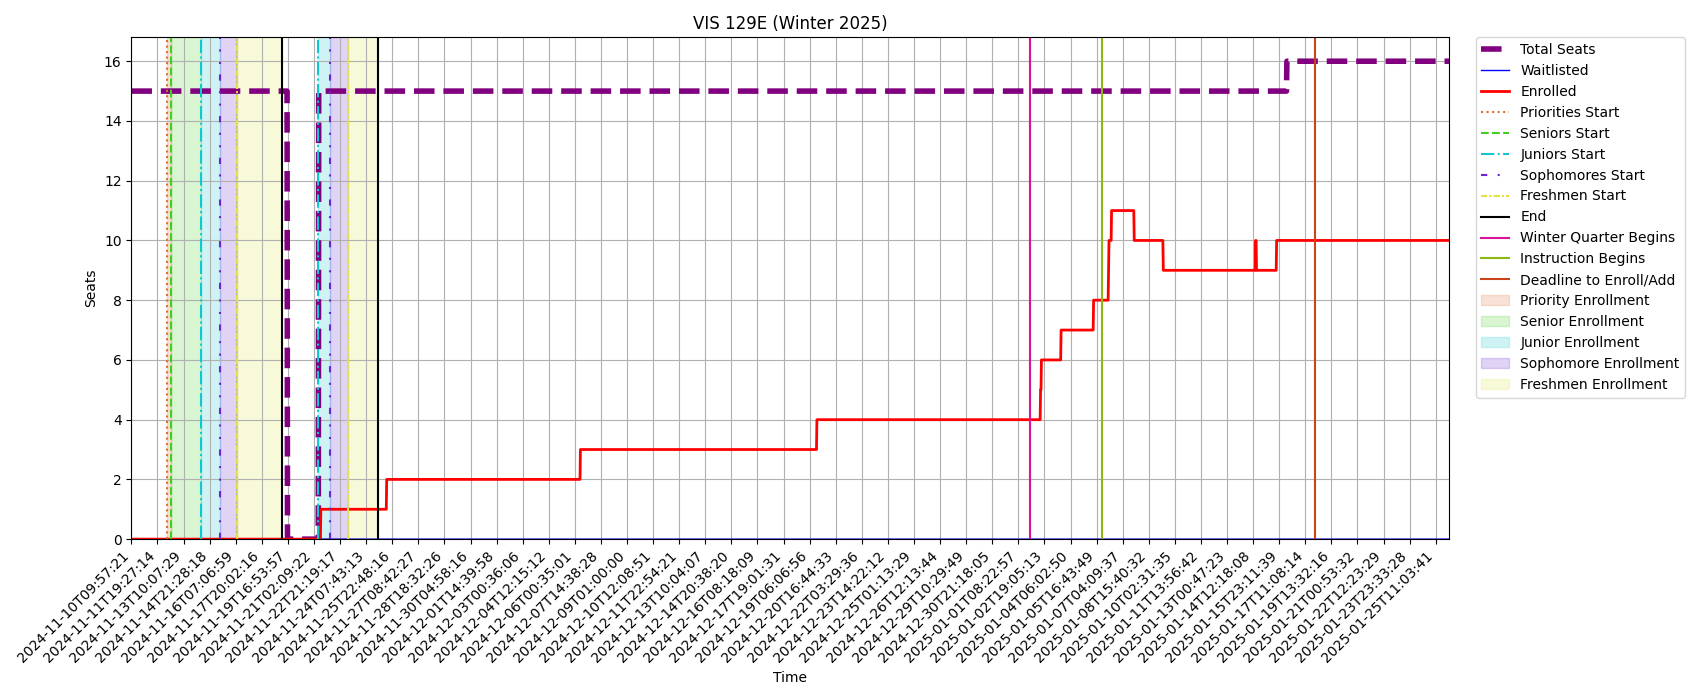 VIS 129E (Winter 2025)
Seats
16
14
12
10
8
6
4
2
0
2024-11-10T09:57:21
2024-11-11T19:27:14
2024-11-13T10:07:29
2024-11-14T21:28:18
2024-11-16T07:06:59
2024-11-17T20:02:16
2024-11-19T16:53:57
2024-11-21T02:09:22
2024-11-22T21:19:17
2024-11-24T07:43:13
2024-11-25T22:48:16
2024-11-27T08:42:27
2024-11-28T18:32:26
2024-11-30T04:58:16
2024-12-01T14:39:58
2024-12-03T00:36:06
2024-12-04T12:15:12
2024-12-06T00:35:01
2024-12-07T14:38:28
2024-12-09T01:00:00
2024-12-10T12:08:51
2024-12-11T22:54:21
2024-12-13T10:04:07
2024-12-14T20:38:20
2024-12-16T08:18:09
2024-12-17T19:01:31
2024-12-19T06:06:56
2024-12-20T16:44:33
2024-12-22T03:29:36
2024-12-23T14:22:12
2024-12-25T01:13:29
2024-12-26T12:13:44
2024-12-29T10:29:49
2024-12-30T21:18:05
2025-01-01T08:22:57
2025-01-02T19:05:13
2025-01-04T06:02:50
2025-01-05T16:43:49
2025-01-07T04:09:37
2025-01-08T15:40:32
2025-01-10T02:31:35
2025-01-11T13:56:42
2025-01-13T00:47:23
2025-01-14T12:18:08
2025-01-15T23:11:39
2025-01-17T11:08:14
2025-01-19T13:32:16
2025-01-21T00:53:32
2025-01-22T12:23:29
2025-01-23T23:33:28
2025-01-25T11:03:41
Time
Total Seats
Waitlisted
Enrolled
Priorities Start
Seniors Start
Juniors Start
Sophomores Start
Freshmen Start
End
Winter Quarter Begins
Instruction Begins
Deadline to Enroll/Add
Priority Enrollment
Senior Enrollment
Junior Enrollment
Sophomore Enrollment
Freshmen Enrollment